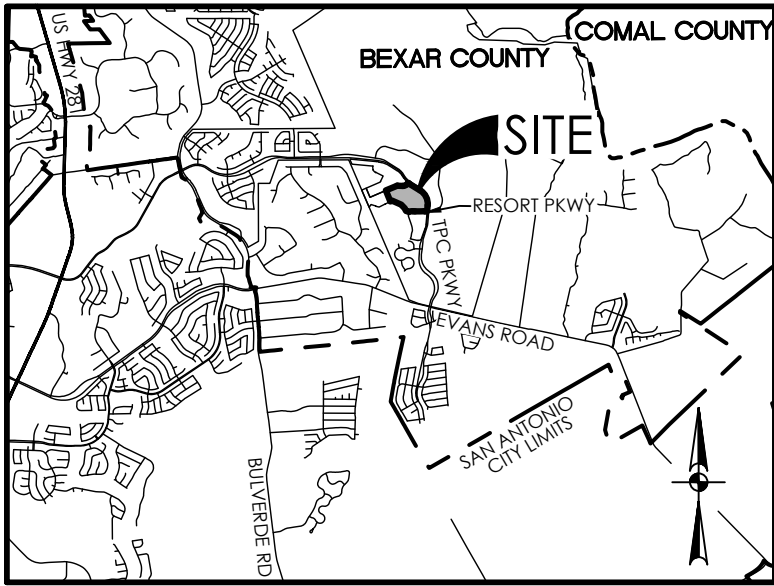 COMAL COUNTY
BEXAR COUNTY
US HWY 28
SITE
RESORT PKWY
TPC PKWY
EVANS ROAD
SAN ANTONIO
CITY LIMITS
BULVERDE RD